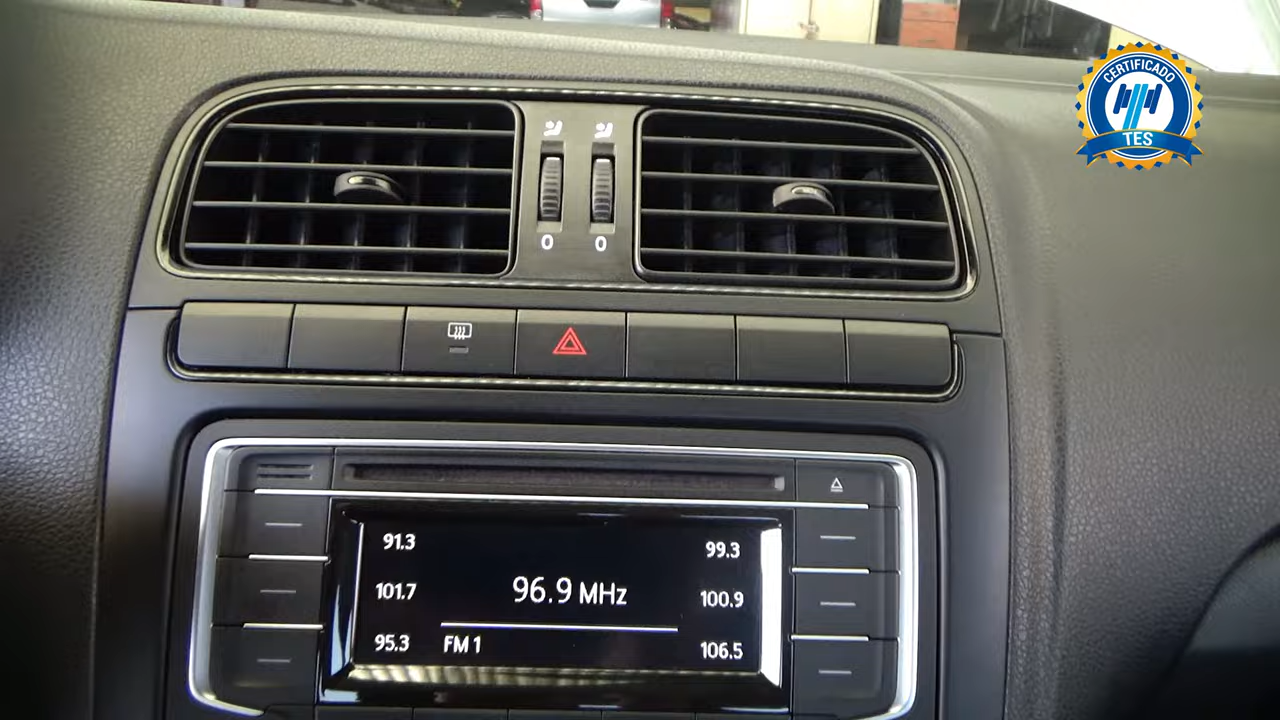 CERTIFICADO
TES
0 0
91.3
99.3
96.9 MHz
101.7
100.9
95.3
FM 1
106.5